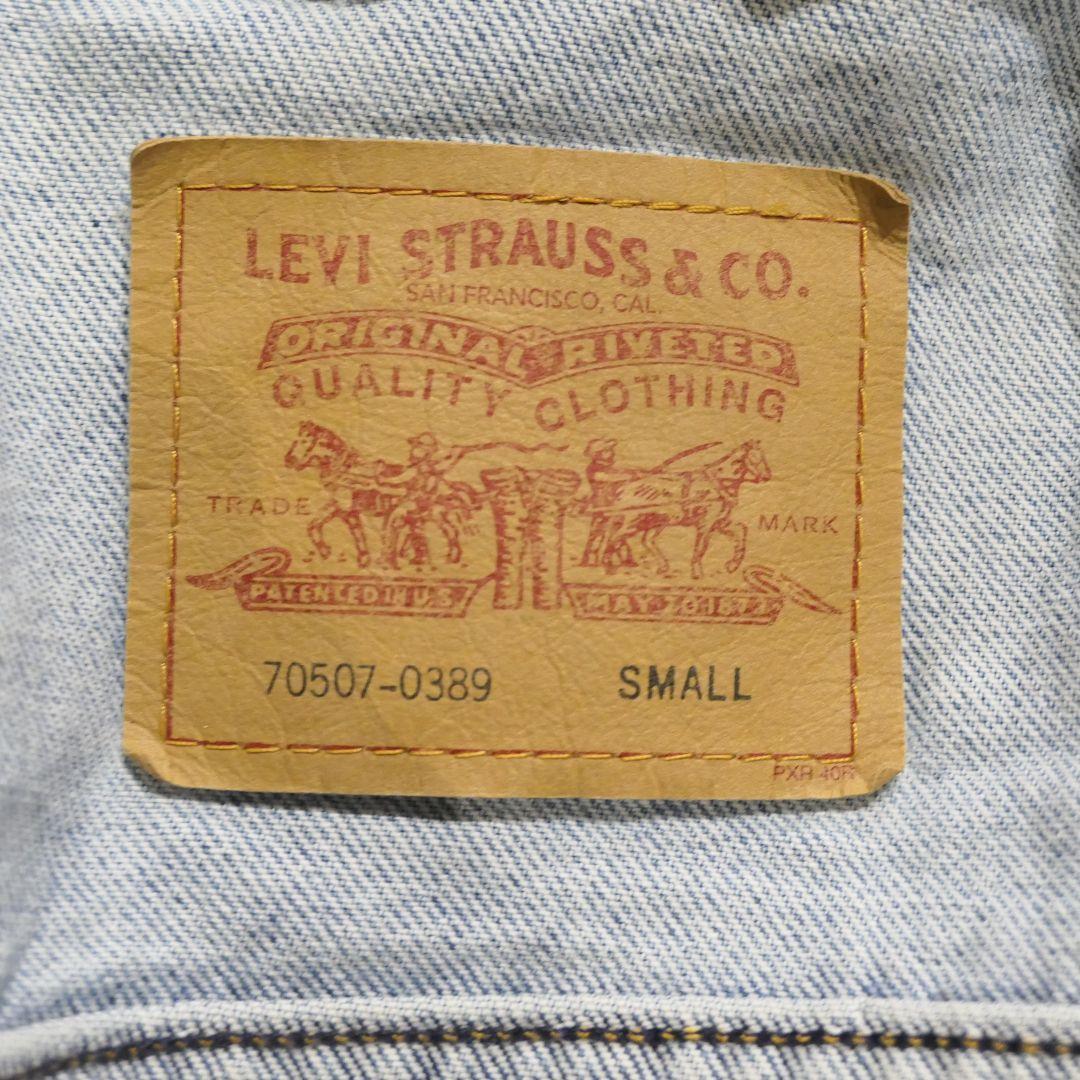 LEVI STRAUSS & CO.
SAN FRANCISCO, CAL.
ORIGINAL RIVETED
QUALITY CLOTHING
TRADE MARK
PATENTED IN U.S. MAY 20 1873
70507-0389 SMALL
PXR